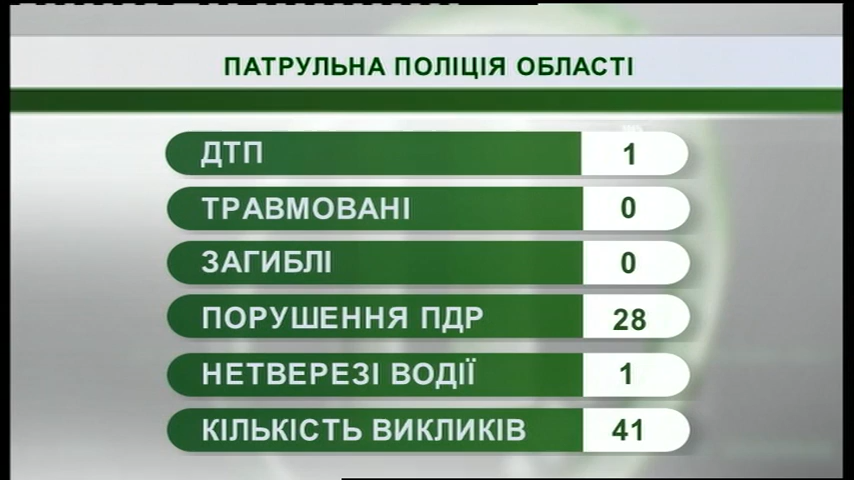 ПАТРУЛЬНА ПОЛІЦІЯ ОБЛАСТІ
ДТП 1
ТРАВМОВАНІ 0
ЗАГИБЛІ 0
ПОРУШЕННЯ ПДР 28
НЕТВЕРЕЗІ ВОДІЇ 1
КІЛЬКІСТЬ ВИКЛИКІВ 41